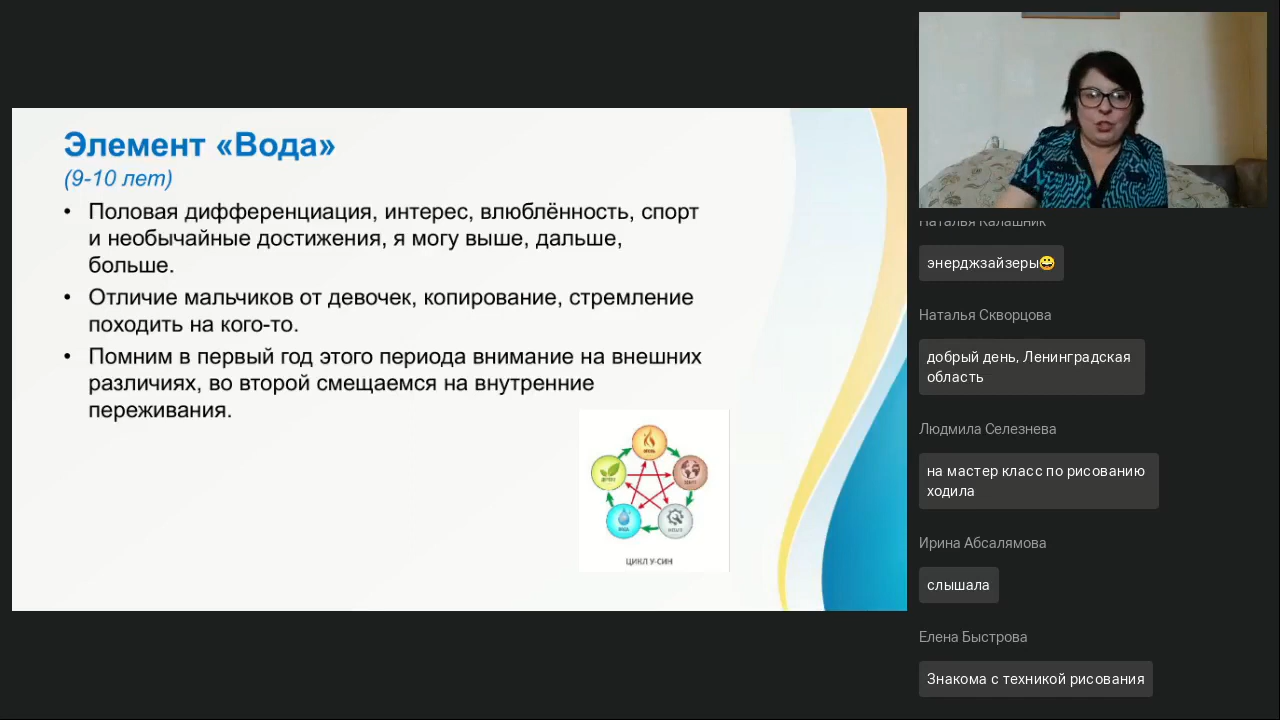 Элемент «Вода»
(9-10 лет)
• Половая дифференциация, интерес, влюблённость, спорт
и необычайные достижения, я могу выше, дальше,
больше.
• Отличие мальчиков от девочек, копирование, стремление
походить на кого-то.
• Помним в первый год этого периода внимание на внешних
различиях, во второй смещаемся на внутренние
переживания.
ВОДА
ЦИКЛ У-СИН
Наталья Калашник
энерджзайзеры😀
Наталья Скворцова
добрый день, Ленинградская
область
Людмила Селезнева
на мастер класс по рисованию
ходила
Ирина Абсалямова
слышала
Елена Быстрова
Знакома с техникой рисования